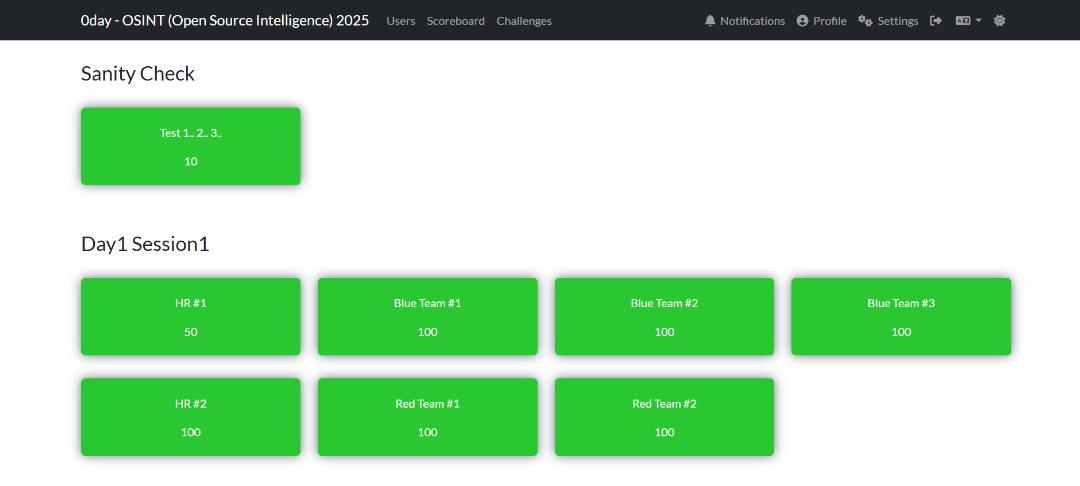 0day - OSINT (Open Source Intelligence) 2025 Users Scoreboard Challenges Notifications Profile Settings
Sanity Check
Test 1.. 2.. 3..
10
Day1 Session1
HR #1 Blue Team #1 Blue Team #2 Blue Team #3
50 100 100 100
HR #2 Red Team #1 Red Team #2
100 100 100